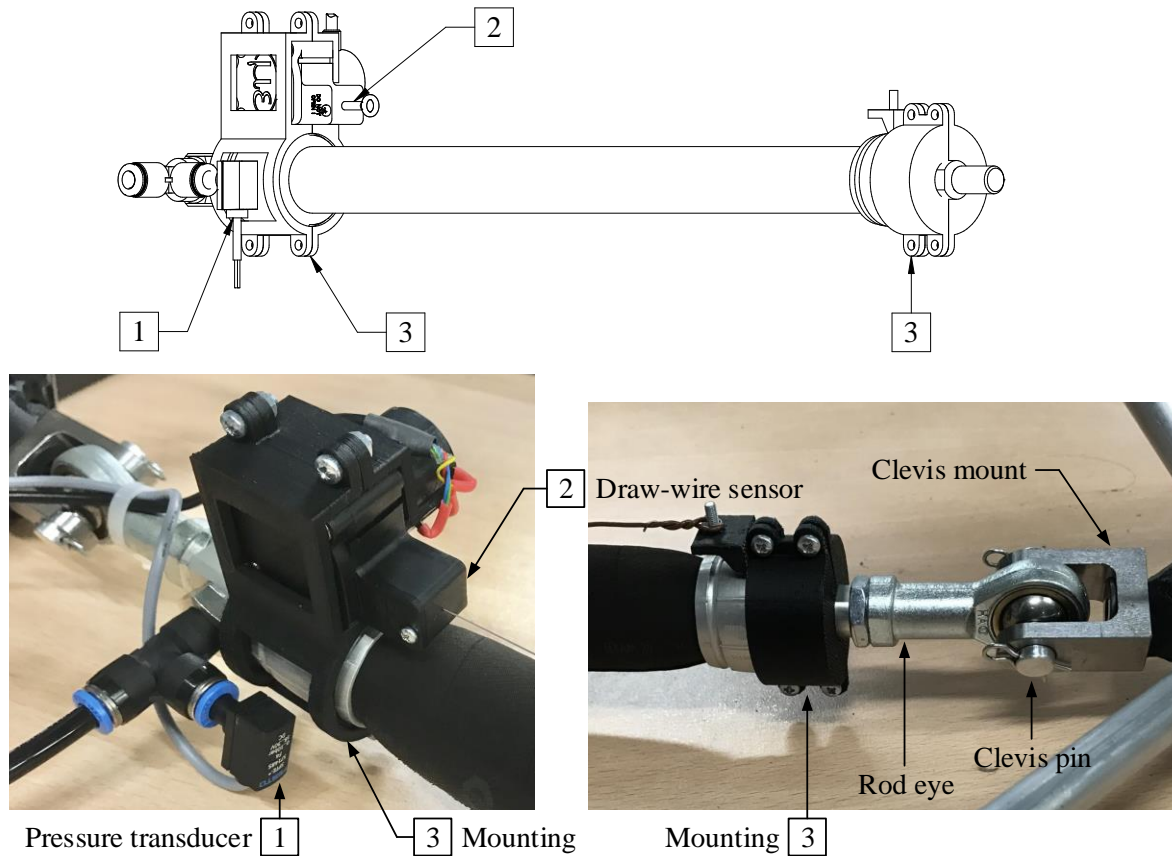 2
1
3
3
Clevis mount
2 Draw-wire sensor
Clevis pin
Rod eye
Pressure transducer 1
3 Mounting
Mounting 3